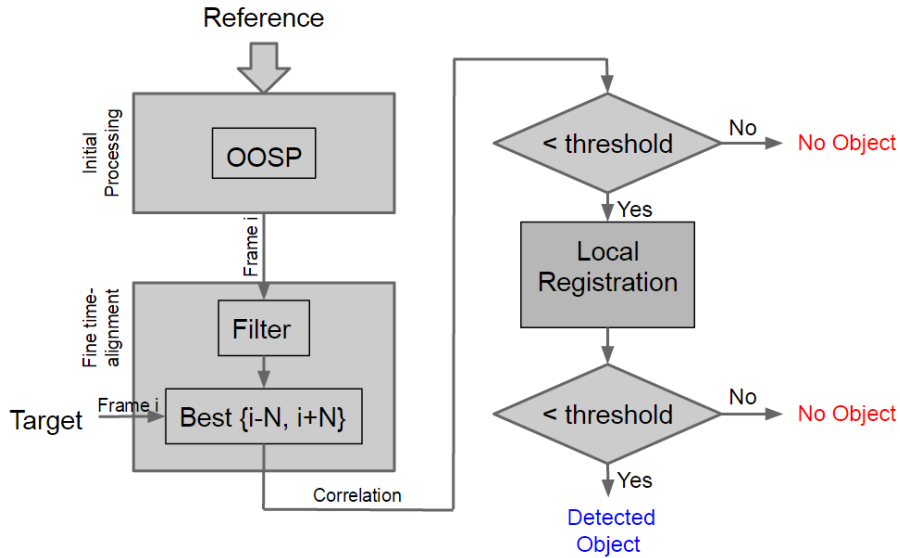 Reference
Initial
Processing
OOSP
Frame i
Fine time-
alignment
Filter
Target
Frame i
Best {i-N, i+N}
Correlation
< threshold
No
No Object
Yes
Local
Registration
< threshold
No
No Object
Yes
Detected
Object